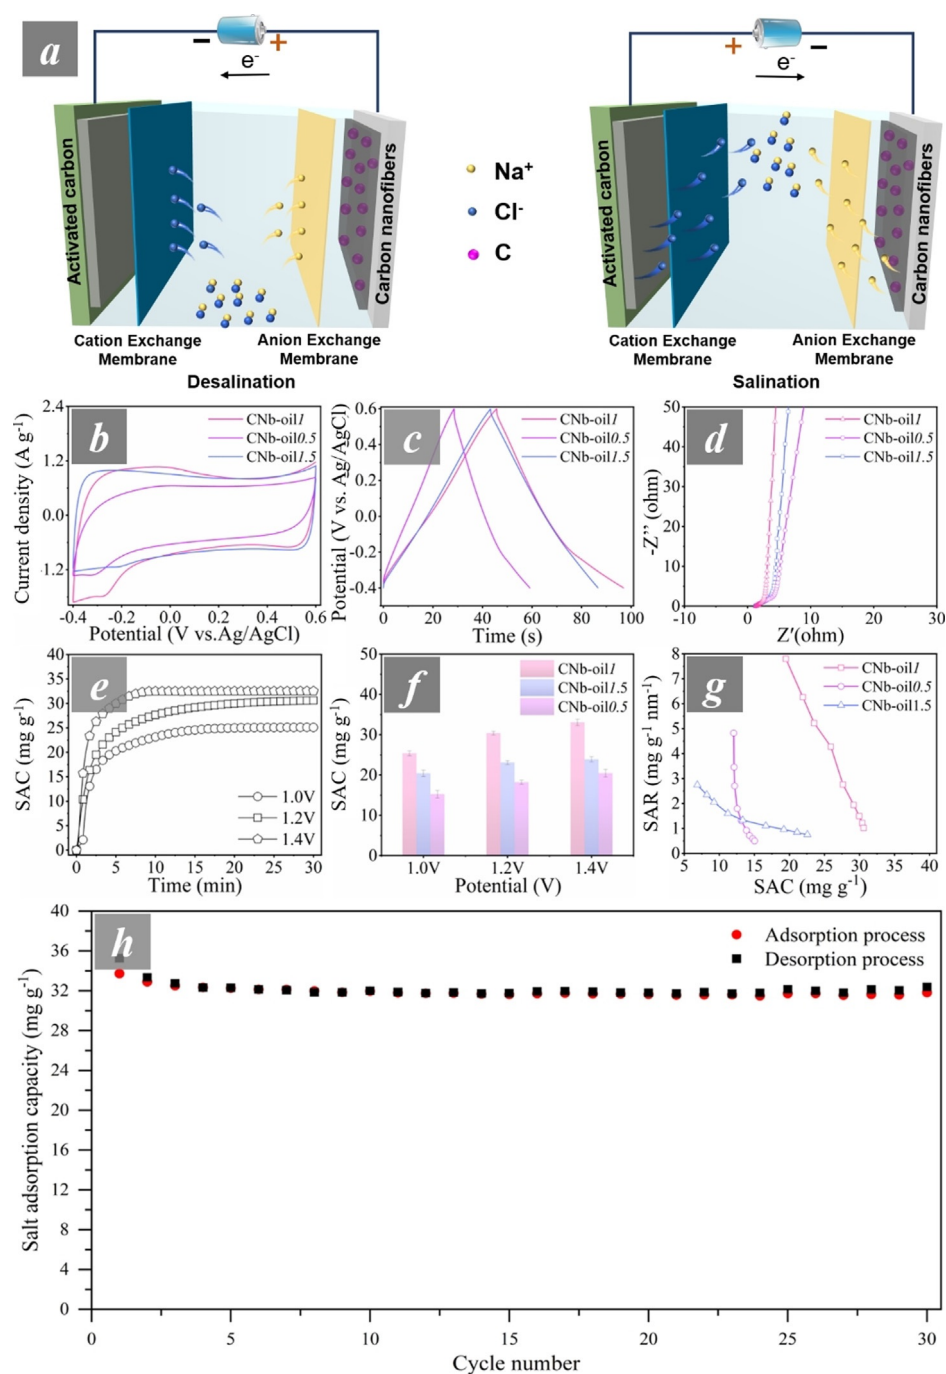 a
−
+
e-
+
−
e-
Activated carbon
Carbon nanofibers
Na+
Cl-
C
Activated carbon
Carbon nanofibers
Cation Exchange
Membrane
Anion Exchange
Membrane
Cation Exchange
Membrane
Anion Exchange
Membrane
Desalination
Salination
b
CNb-oil1
CNb-oil0.5
CNb-oil1.5
Current density (A g-1)
2.4
1.2
0.0
-1.2
-0.4 -0.2 0.0 0.2 0.4 0.6
Potential (V vs.Ag/AgCl)
c
CNb-oil1
CNb-oil0.5
CNb-oil1.5
Potential (V vs. Ag/AgCl)
0.6
0.4
0.2
0.0
-0.2
-0.4
0 20 40 60 80 100
Time (s)
d
CNb-oil1
CNb-oil0.5
CNb-oil1.5
-Z’’ (ohm)
50
40
30
20
10
0
0 10 20 30
Z'(ohm)
e
SAC (mg g-1)
40
35
30
25
20
15
10
5
0
1.0V
1.2V
1.4V
0 5 10 15 20 25 30
Time (min)
f
CNb-oil1
CNb-oil1.5
CNb-oil0.5
SAC (mg g-1)
50
40
30
20
10
0
1.0V 1.2V 1.4V
Potential (V)
g
CNb-oil1
CNb-oil0.5
CNb-oil1.5
SAR (mg g-1 nm-1)
8
7
6
5
4
3
2
1
0
5 10 15 20 25 30 35 40
SAC (mg g-1)
h
Adsorption process
Desorption process
Salt adsorption capacity (mg g-1)
40
36
32
28
24
20
16
12
8
4
0
0 5 10 15 20 25 30
Cycle number